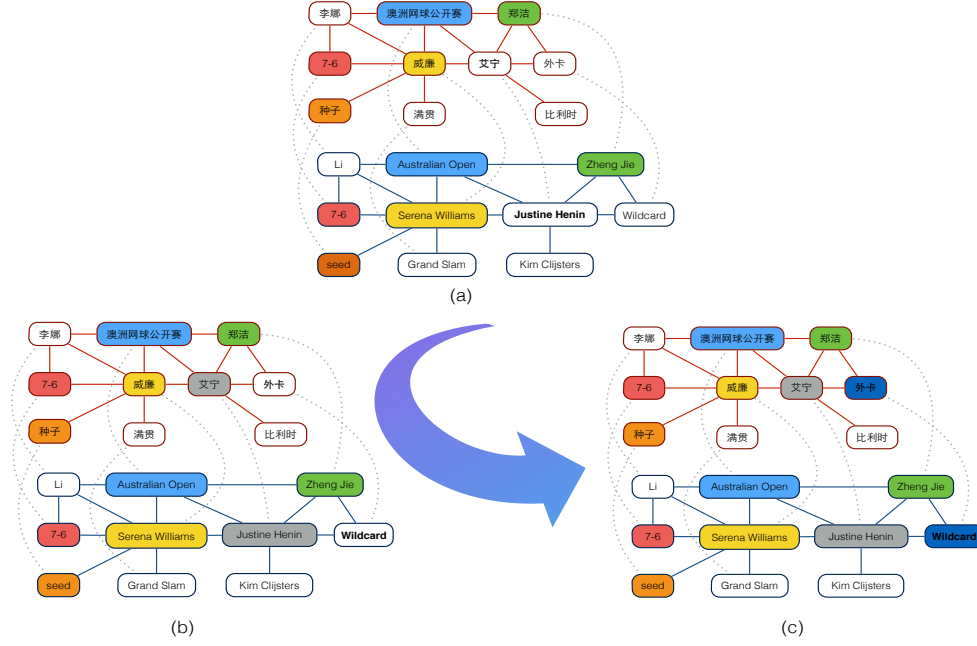 李娜
澳洲网球公开赛
郑洁
7-6
威廉
艾宁
外卡
种子
满贯
比利时
Li
Australian Open
Zheng Jie
7-6
Serena Williams
Justine Henin
Wildcard
seed
Grand Slam
Kim Clijsters
(a)
李娜
澳洲网球公开赛
郑洁
7-6
威廉
艾宁
外卡
种子
满贯
比利时
Li
Australian Open
Zheng Jie
7-6
Serena Williams
Justine Henin
Wildcard
seed
Grand Slam
Kim Clijsters
(b)
李娜
澳洲网球公开赛
郑洁
7-6
威廉
艾宁
外卡
种子
满贯
比利时
Li
Australian Open
Zheng Jie
7-6
Serena Williams
Justine Henin
Wildcard
seed
Grand Slam
Kim Clijsters
(c)